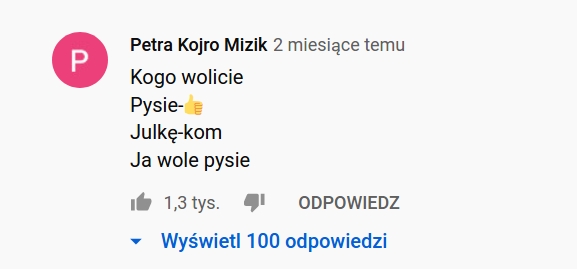 P
Petra Kojro Mizik 2 miesiące temu
Kogo wolicie
Pysie-👍
Julkę-kom
Ja wole pysie
1,3 tys. ODPOWIEDZ
Wyświetl 100 odpowiedzi